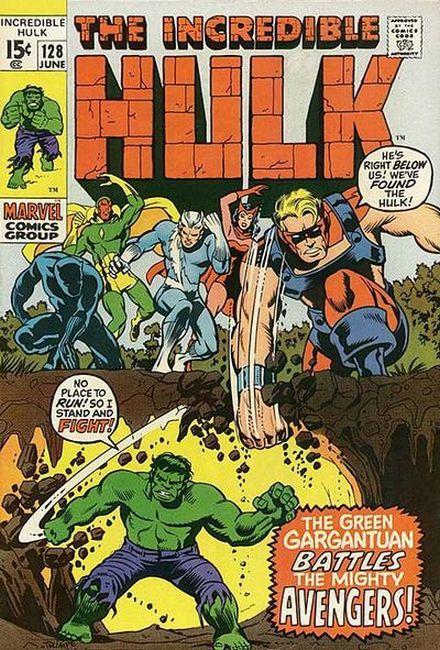 INCREDIBLE
HULK
15¢
CC
128
JUNE
THE INCREDIBLE
HULK
TM
APPROVED
BY THE
COMICS
CODE
AUTHORITY
TM
MARVEL
COMICS
GROUP
HE'S
RIGHT BELOW
US! WE'VE
FOUND
THE
HULK!
NO
PLACE TO
RUN! SO I
STAND AND
FIGHT!
THE GREEN
GARGANTUAN
BATTLES
THE MIGHTY
AVENGERS!